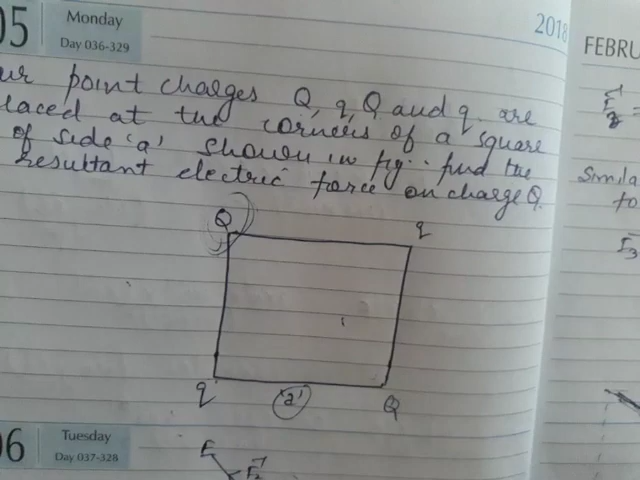 05
Monday
Day 036-329
2018
FEBRU
ur point charges Q, q, Q and q are
laced at the corners of a square
of side 'a' shown in fig. find the
resultant electric force on charge Q.
Simila
fo
Q
q
q
'a'
Q
06
Tuesday
Day 037-328